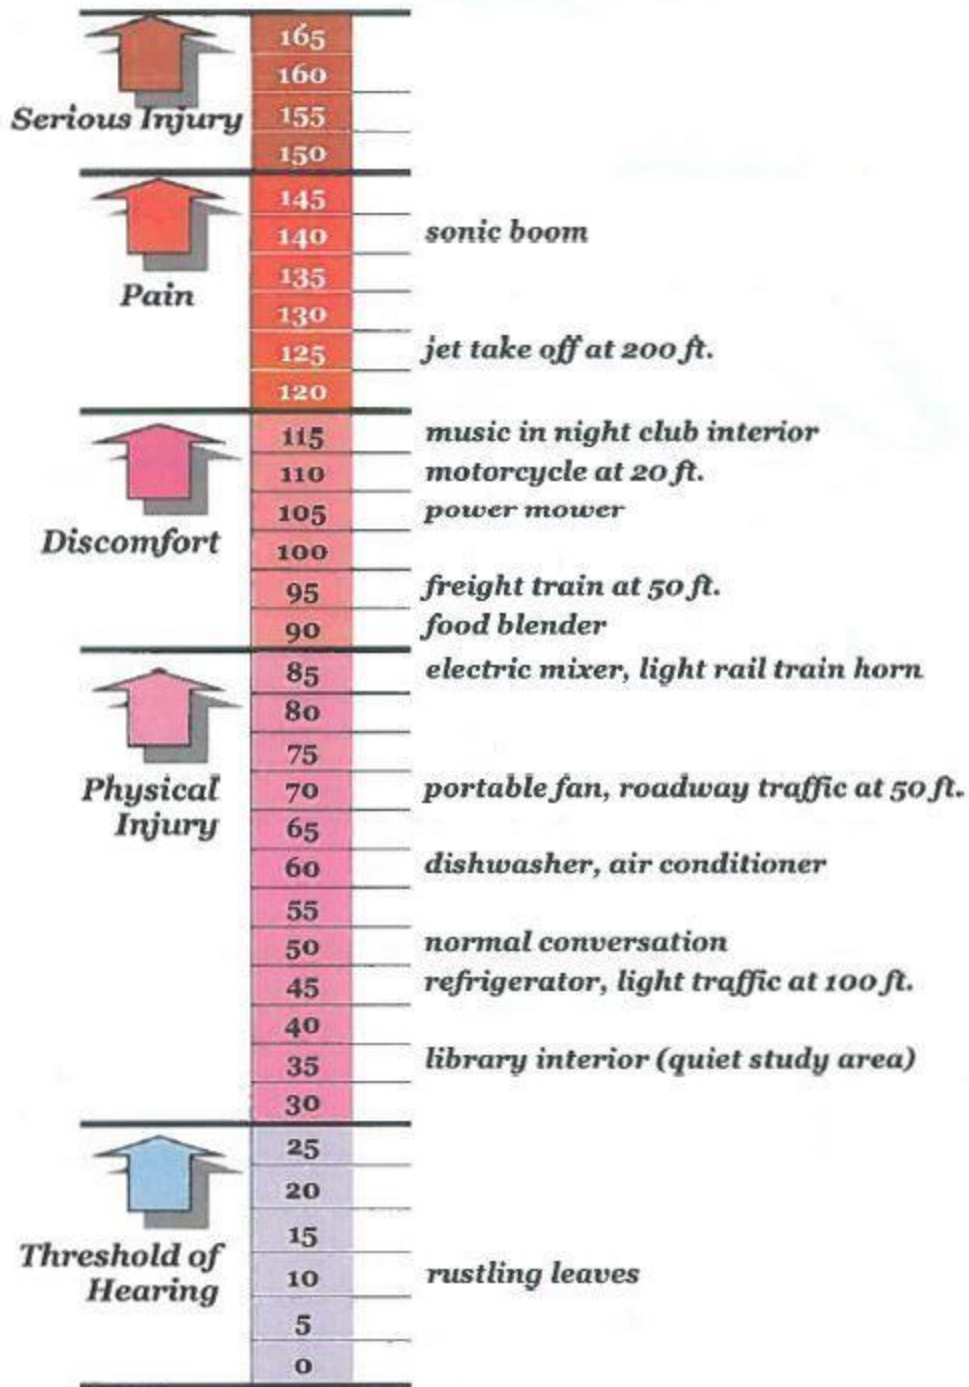 165
160
Serious Injury
155
150
145
140 sonic boom
135
Pain
130
125 jet take off at 200 ft.
120
115 music in night club interior
110 motorcycle at 20 ft.
105 power mower
Discomfort
100
95 freight train at 50 ft.
90 food blender
85 electric mixer, light rail train horn
80
75
Physical
Injury
70 portable fan, roadway traffic at 50 ft.
65
60 dishwasher, air conditioner
55
50 normal conversation
45 refrigerator, light traffic at 100 ft.
40
35 library interior (quiet study area)
30
25
20
15
Threshold of
Hearing
10 rustling leaves
5
0